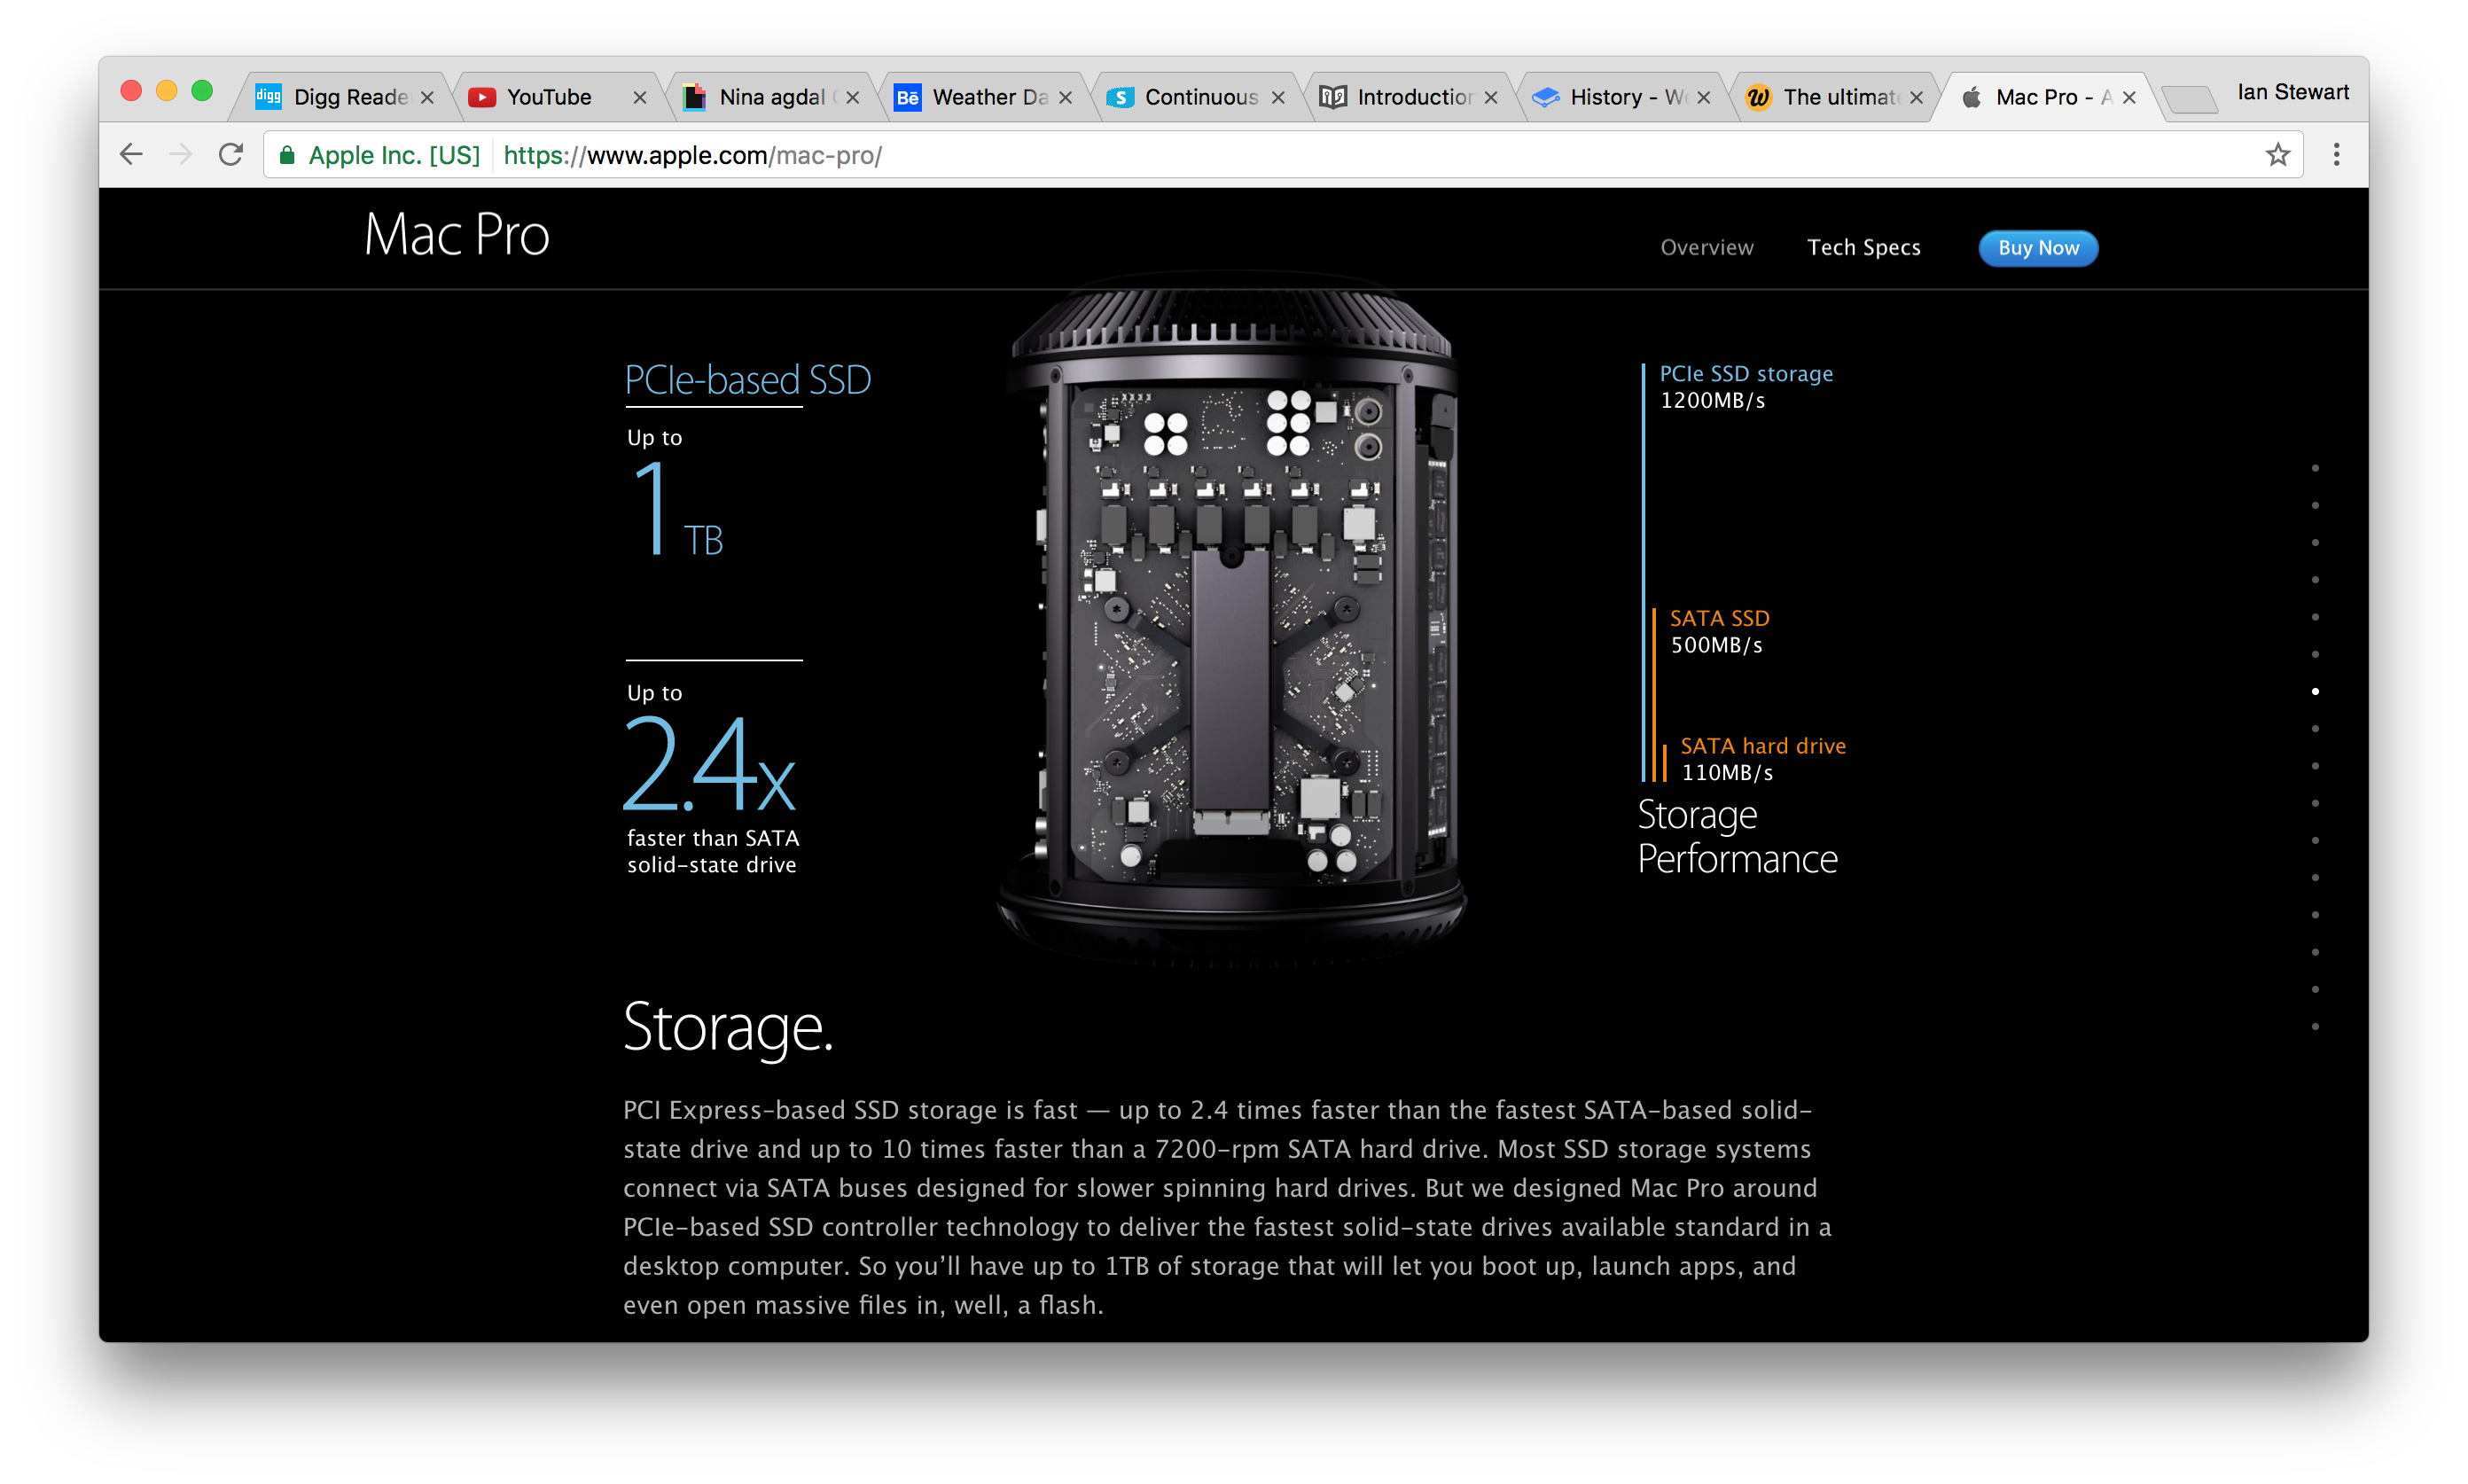 digg Digg Reade
YouTube
Nina agdal
Bē Weather Da
S Continuous
Introduction
History - We
w The ultimate
Mac Pro - A
Ian Stewart
Apple Inc. [US] https://www.apple.com/mac-pro/
Mac Pro
Overview Tech Specs Buy Now
PCIe-based SSD
Up to
1 TB
Up to
2.4x
faster than SATA
solid-state drive
PCIe SSD storage
1200MB/s
SATA SSD
500MB/s
SATA hard drive
110MB/s
Storage
Performance
Storage.
PCI Express-based SSD storage is fast — up to 2.4 times faster than the fastest SATA-based solid-
state drive and up to 10 times faster than a 7200-rpm SATA hard drive. Most SSD storage systems
connect via SATA buses designed for slower spinning hard drives. But we designed Mac Pro around
PCIe-based SSD controller technology to deliver the fastest solid-state drives available standard in a
desktop computer. So you’ll have up to 1TB of storage that will let you boot up, launch apps, and
even open massive files in, well, a flash.